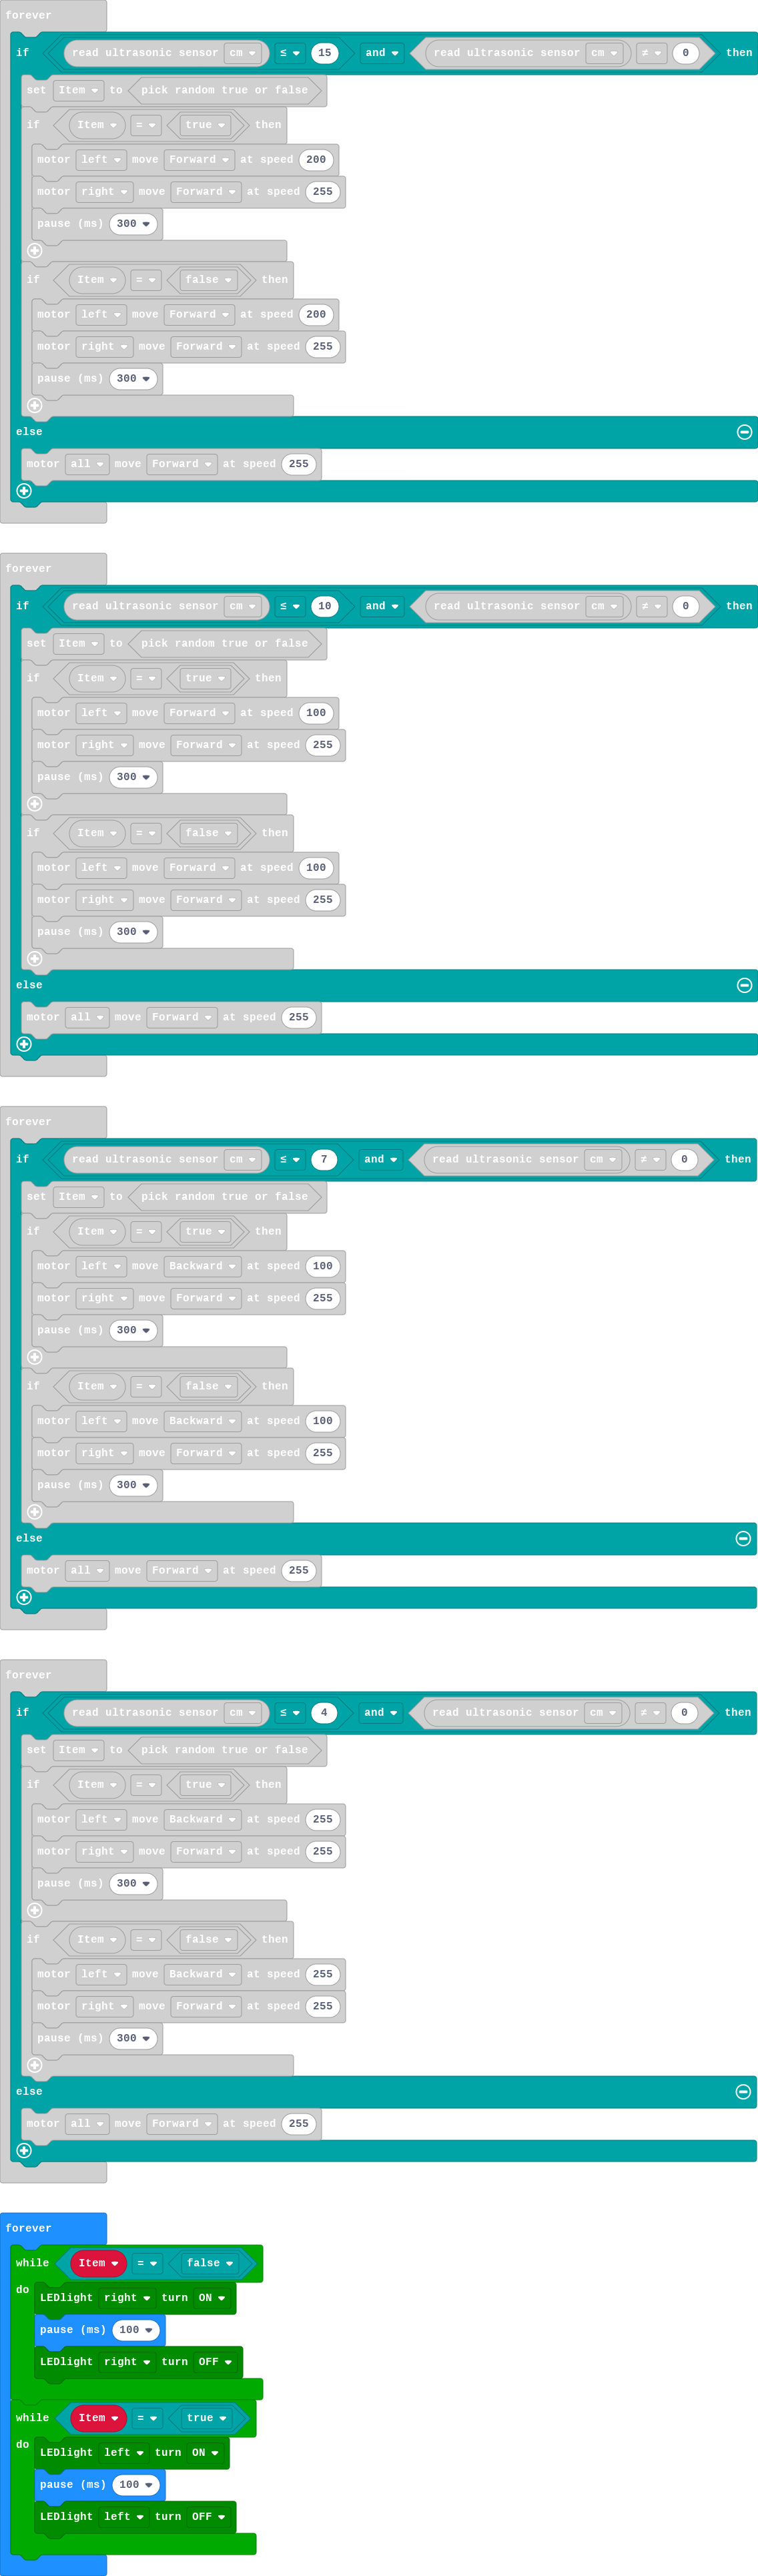 forever
if read ultrasonic sensor cm ≤ 15 and read ultrasonic sensor cm ≠ 0 then
set Item to pick random true or false
if Item = true then
motor left move Forward at speed 200
motor right move Forward at speed 255
pause (ms) 300
if Item = false then
motor left move Forward at speed 200
motor right move Forward at speed 255
pause (ms) 300
else
motor all move Forward at speed 255
forever
if read ultrasonic sensor cm ≤ 10 and read ultrasonic sensor cm ≠ 0 then
set Item to pick random true or false
if Item = true then
motor left move Forward at speed 100
motor right move Forward at speed 255
pause (ms) 300
if Item = false then
motor left move Forward at speed 100
motor right move Forward at speed 255
pause (ms) 300
else
motor all move Forward at speed 255
forever
if read ultrasonic sensor cm ≤ 7 and read ultrasonic sensor cm ≠ 0 then
set Item to pick random true or false
if Item = true then
motor left move Backward at speed 100
motor right move Forward at speed 255
pause (ms) 300
if Item = false then
motor left move Backward at speed 100
motor right move Forward at speed 255
pause (ms) 300
else
motor all move Forward at speed 255
forever
if read ultrasonic sensor cm ≤ 4 and read ultrasonic sensor cm ≠ 0 then
set Item to pick random true or false
if Item = true then
motor left move Backward at speed 255
motor right move Forward at speed 255
pause (ms) 300
if Item = false then
motor left move Backward at speed 255
motor right move Forward at speed 255
pause (ms) 300
else
motor all move Forward at speed 255
forever
while Item = false
do
LEDlight right turn ON
pause (ms) 100
LEDlight right turn OFF
while Item = true
do
LEDlight left turn ON
pause (ms) 100
LEDlight left turn OFF